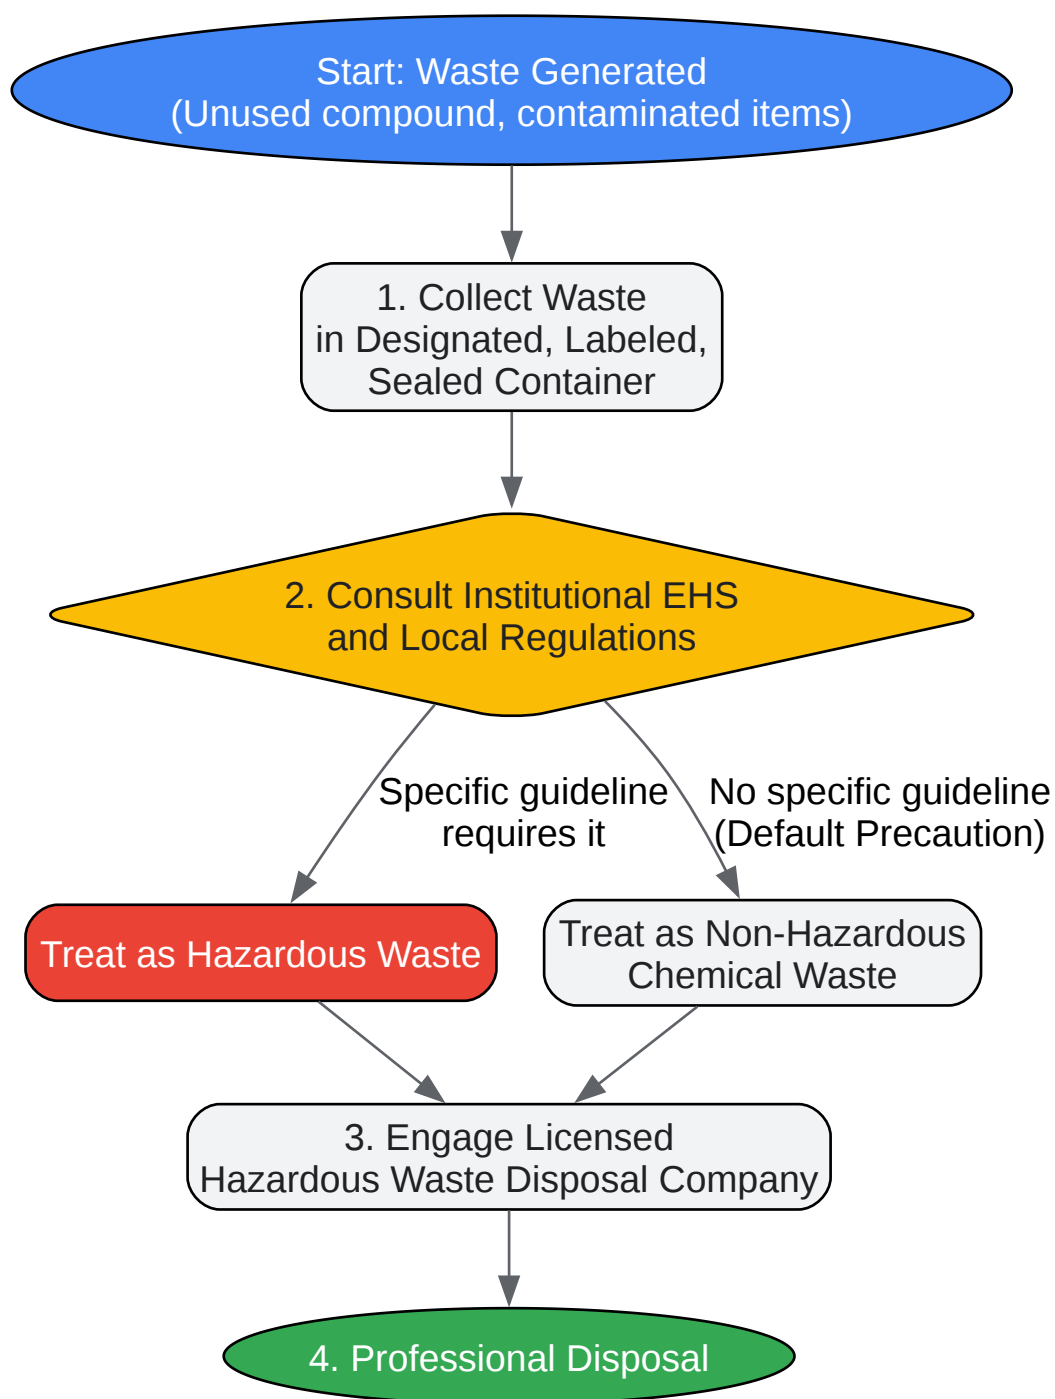 Start: Waste Generated
(Unused compound, contaminated items)
1. Collect Waste
in Designated, Labeled,
Sealed Container
2. Consult Institutional EHS
and Local Regulations
Specific guideline
requires it
No specific guideline
(Default Precaution)
Treat as Hazardous Waste
Treat as Non-Hazardous
Chemical Waste
3. Engage Licensed
Hazardous Waste Disposal Company
4. Professional Disposal